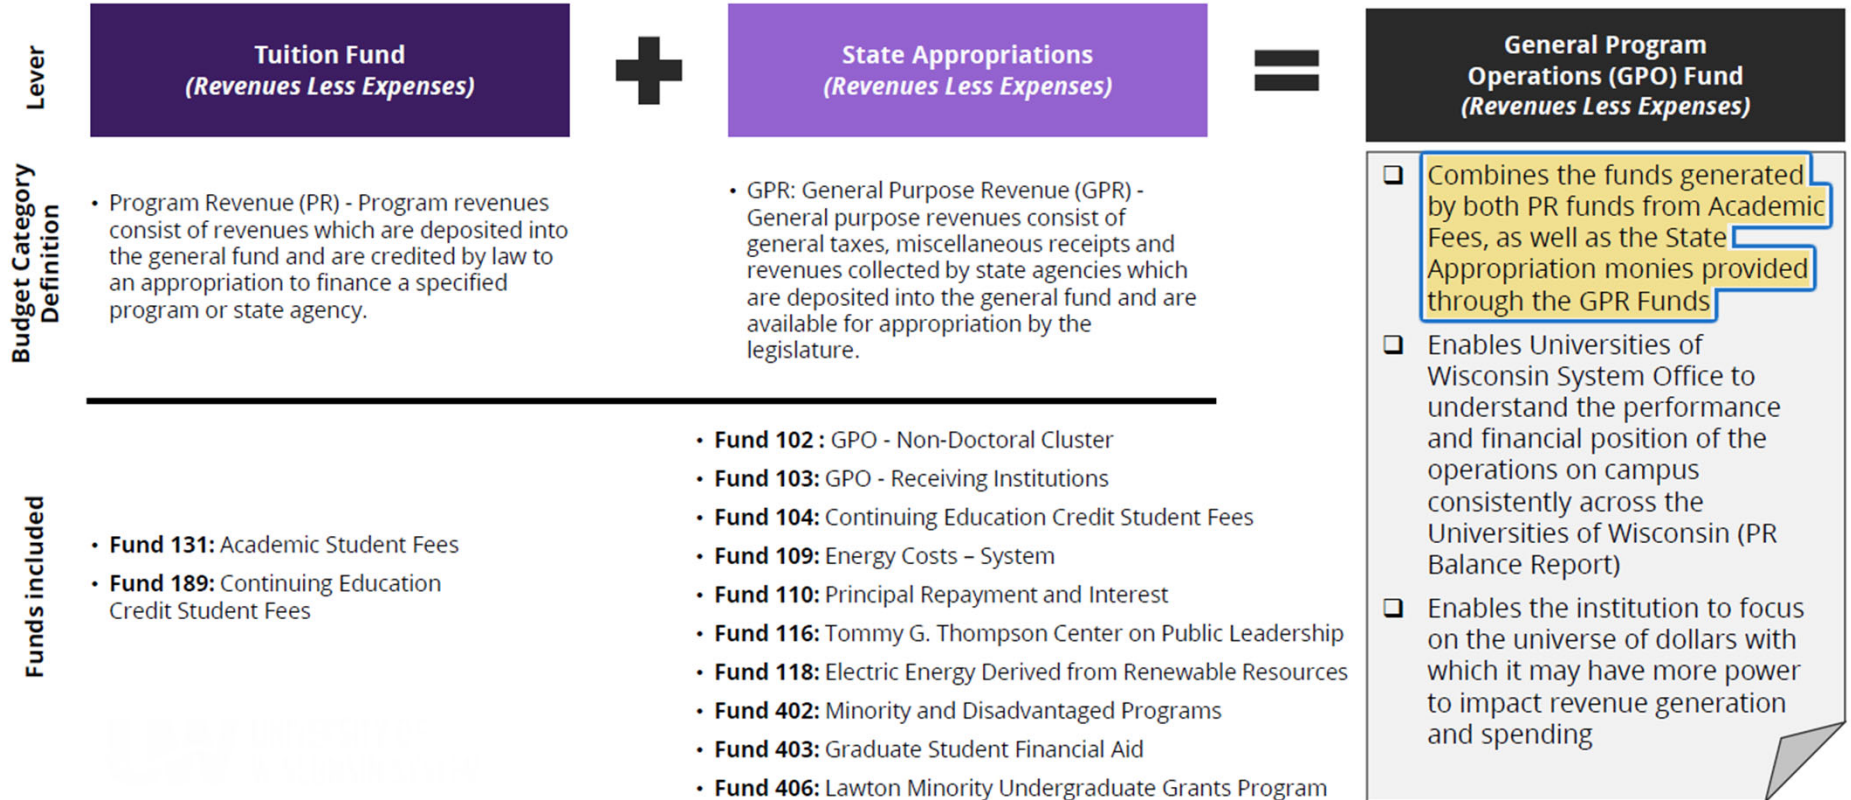 Lever
Tuition Fund
(Revenues Less Expenses)
State Appropriations
(Revenues Less Expenses)
General Program
Operations (GPO) Fund
(Revenues Less Expenses)
Budget Category
Definition
• Program Revenue (PR) - Program revenues
consist of revenues which are deposited into
the general fund and are credited by law to
an appropriation to finance a specified
program or state agency.
• GPR: General Purpose Revenue (GPR) -
General purpose revenues consist of
general taxes, miscellaneous receipts and
revenues collected by state agencies which
are deposited into the general fund and are
available for appropriation by the
legislature.
Funds included
• Fund 131: Academic Student Fees
• Fund 189: Continuing Education
Credit Student Fees
• Fund 102 : GPO - Non-Doctoral Cluster
• Fund 103: GPO - Receiving Institutions
• Fund 104: Continuing Education Credit Student Fees
• Fund 109: Energy Costs – System
• Fund 110: Principal Repayment and Interest
• Fund 116: Tommy G. Thompson Center on Public Leadership
• Fund 118: Electric Energy Derived from Renewable Resources
• Fund 402: Minority and Disadvantaged Programs
• Fund 403: Graduate Student Financial Aid
• Fund 406: Lawton Minority Undergraduate Grants Program
❑ Combines the funds generated
by both PR funds from Academic
Fees, as well as the State
Appropriation monies provided
through the GPR Funds
❑ Enables Universities of
Wisconsin System Office to
understand the performance
and financial position of the
operations on campus
consistently across the
Universities of Wisconsin (PR
Balance Report)
❑ Enables the institution to focus
on the universe of dollars with
which it may have more power
to impact revenue generation
and spending